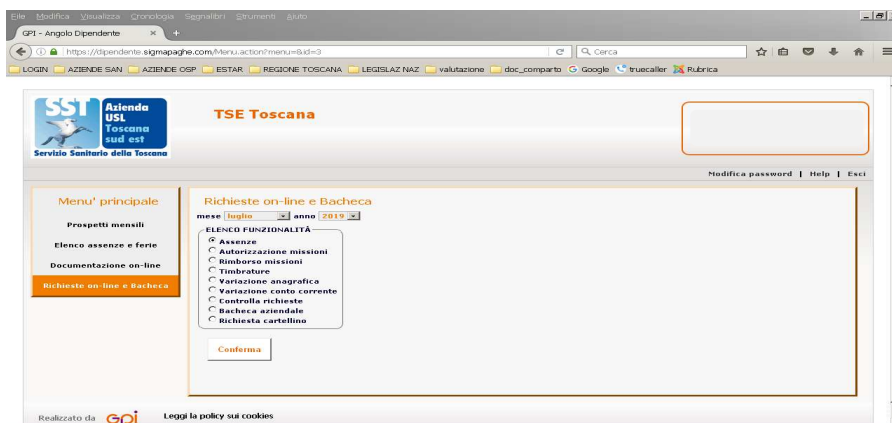 File Modifica Visualizza Cronologia Segnalibri Strumenti Aiuto
GPI - Angolo Dipendente × +
https://dipendente.sigmapaghe.com/Menu.action?menu=8&id=3 Cerca
LOGIN AZIENDE SAN AZIENDE OSP ESTAR REGIONE TOSCANA LEGISLAZ NAZ valutazione doc_comparto Google truecaller Rubrica
SST Azienda
USL
Toscana
sud est
Servizio Sanitario della Toscana
TSE Toscana
Modifica password | Help | Esci
Menu' principale
Prospetti mensili
Elenco assenze e ferie
Documentazione on-line
Richieste on-line e Bacheca
Richieste on-line e Bacheca
mese luglio anno 2019
ELENCO FUNZIONALITÀ
Assenze
Autorizzazione missioni
Rimborso missioni
Timbrature
Variazione anagrafica
Variazione conto corrente
Controlla richieste
Bacheca aziendale
Richiesta cartellino
Conferma
Realizzato da GPI Leggi la policy sui cookies